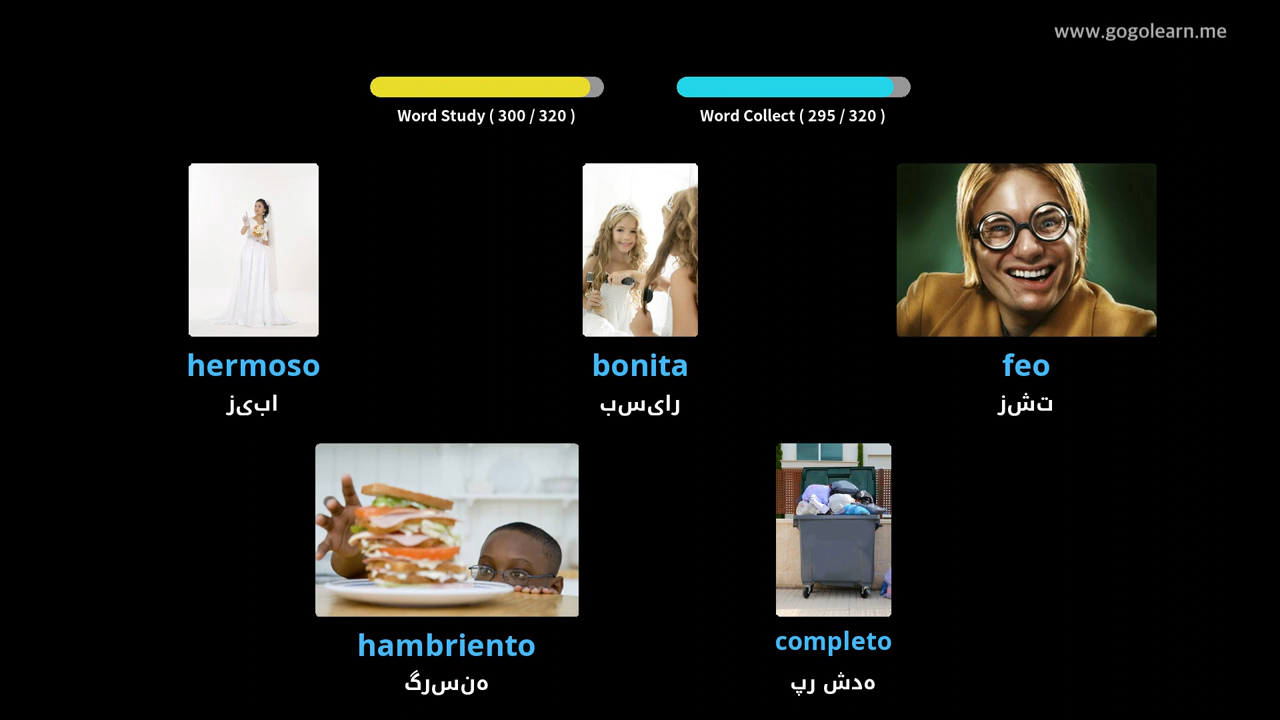 www.gogolearn.me
Word Study ( 300 / 320 )
Word Collect ( 295 / 320 )
hermoso
ابیز
bonita
رایسب
feo
تشز
hambriento
هنسرگ
completo
هدش رپ